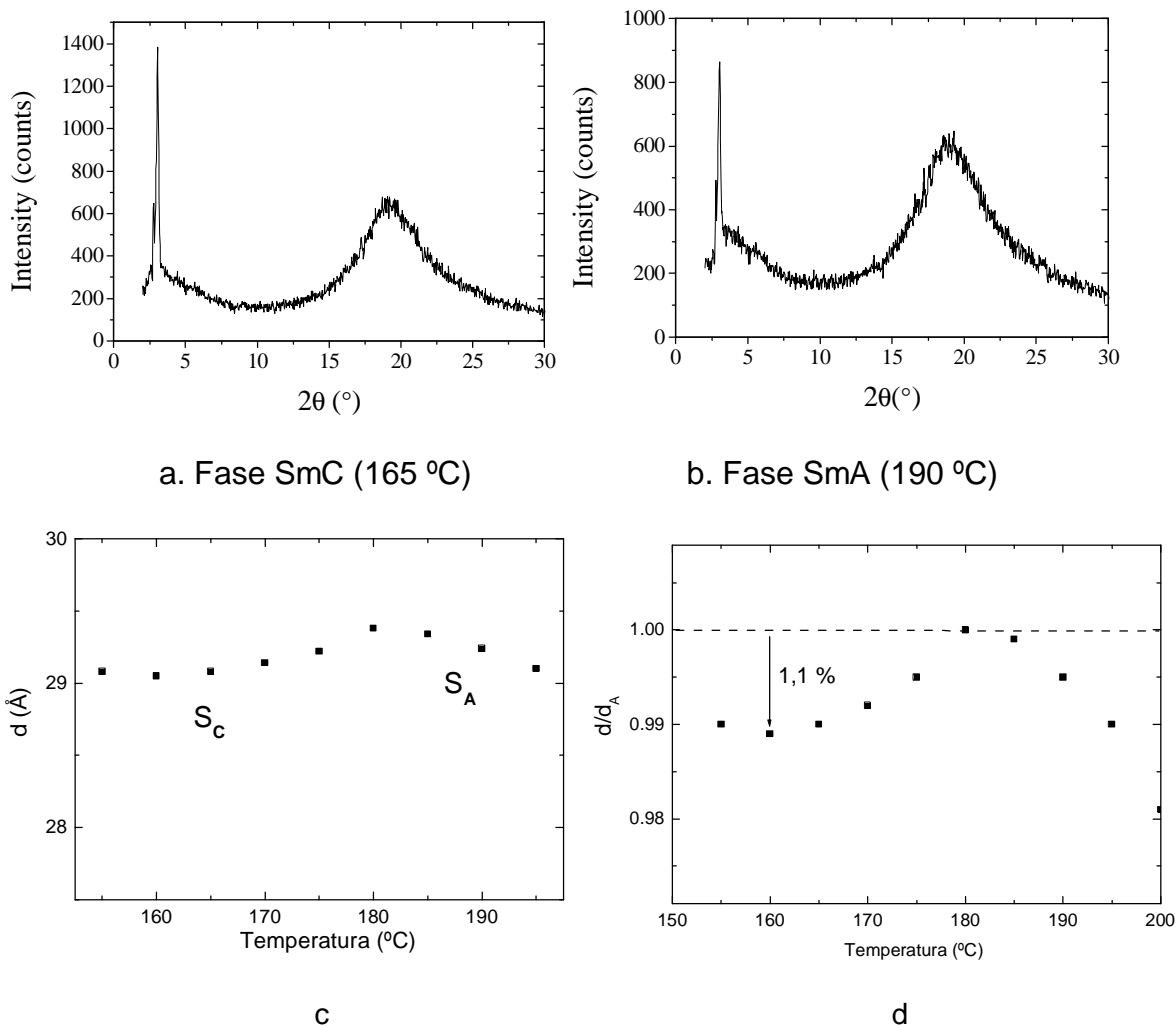 1400
1200
1000
800
600
400
200
0
Intensity (counts)
0 5 10 15 20 25 30
2θ (°)
a. Fase SmC (165 ºC)
1000
800
600
400
200
0
Intensity (counts)
0 5 10 15 20 25 30
2θ(°)
b. Fase SmA (190 ºC)
30
29
28
d (Å)
S_C
S_A
160 170 180 190
Temperatura (ºC)
c
1.00
0.99
0.98
d/d_A
1,1 %
150 160 170 180 190 200
Temperatura (ºC)
d